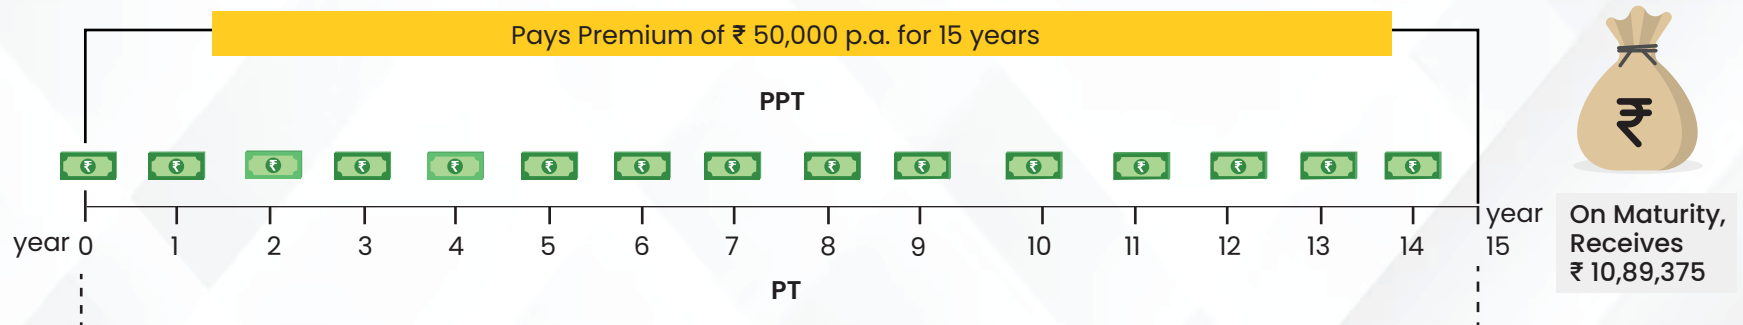 Pays Premium of ₹ 50,000 p.a. for 15 years
PPT
₹ ₹ ₹ ₹ ₹ ₹ ₹ ₹ ₹ ₹ ₹ ₹ ₹ ₹ ₹
₹
year 0 1 2 3 4 5 6 7 8 9 10 11 12 13 14 year 15
PT
On Maturity,
Receives
₹ 10,89,375